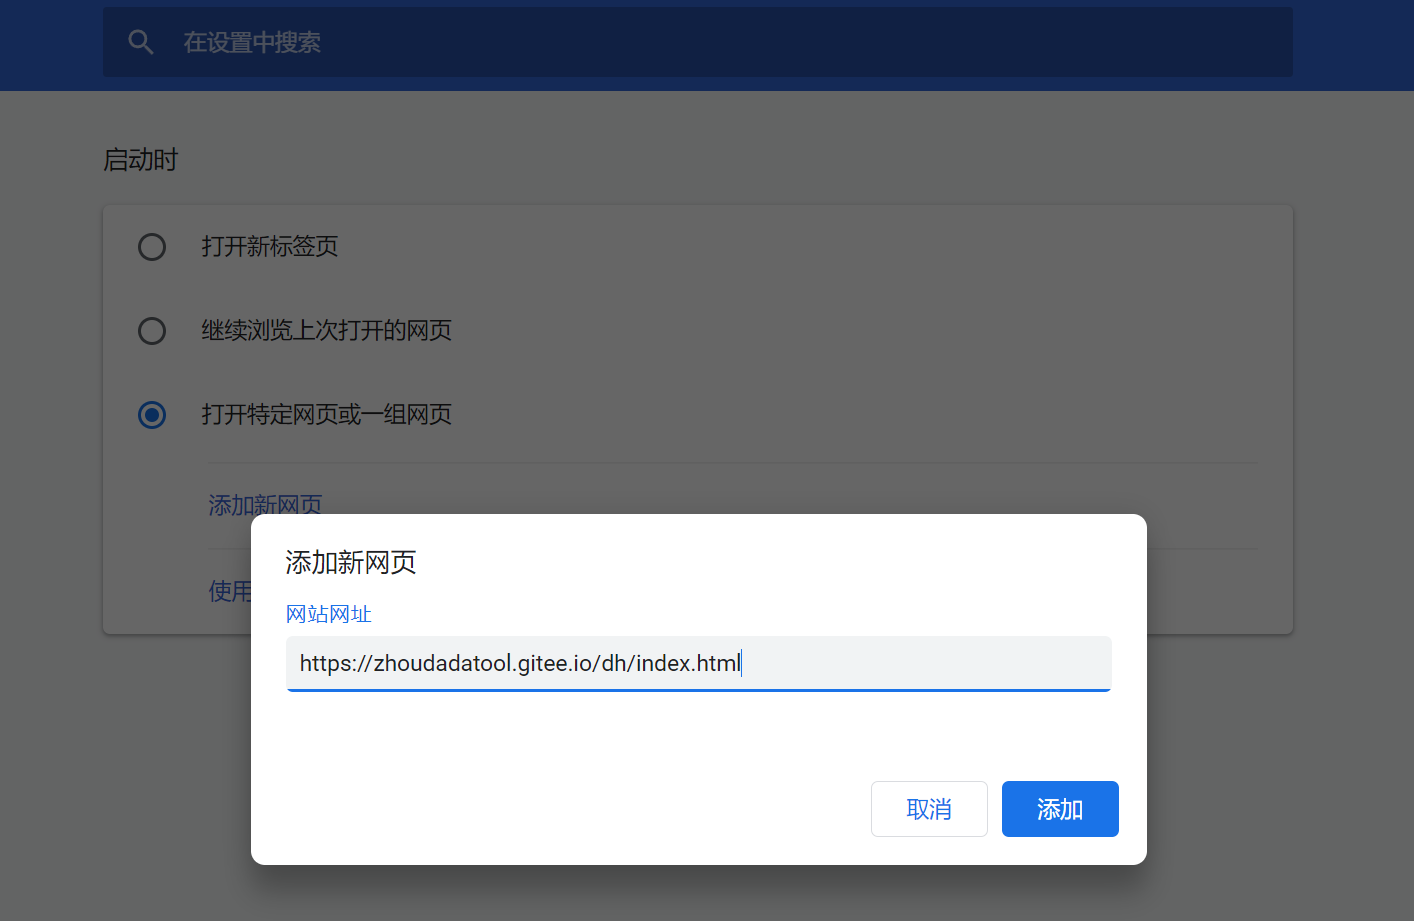 在设置中搜索
启动时
打开新标签页
继续浏览上次打开的网页
打开特定网页或一组网页
添加新网页
使用
添加新网页
网站网址
https://zhoudadatool.gitee.io/dh/index.html
取消
添加